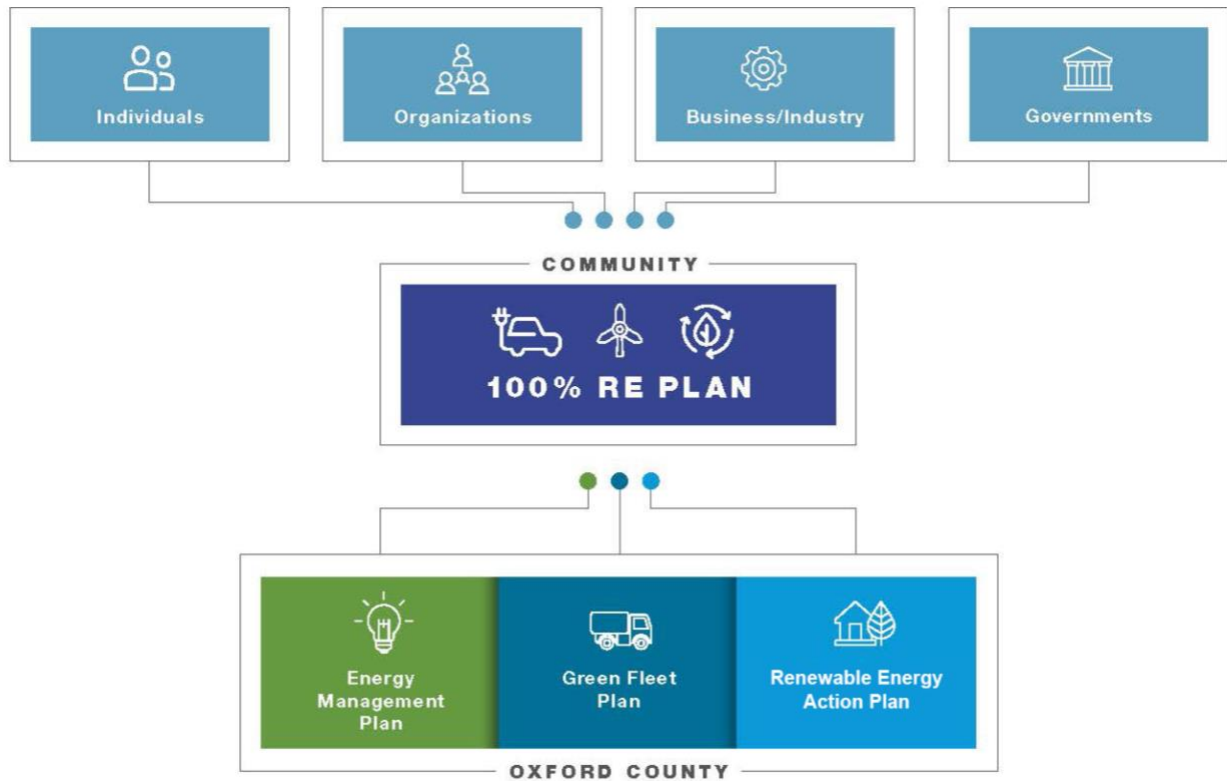 Individuals
Organizations
Business/Industry
Governments
COMMUNITY
100% RE PLAN
Energy
Management
Plan
Green Fleet
Plan
Renewable Energy
Action Plan
OXFORD COUNTY